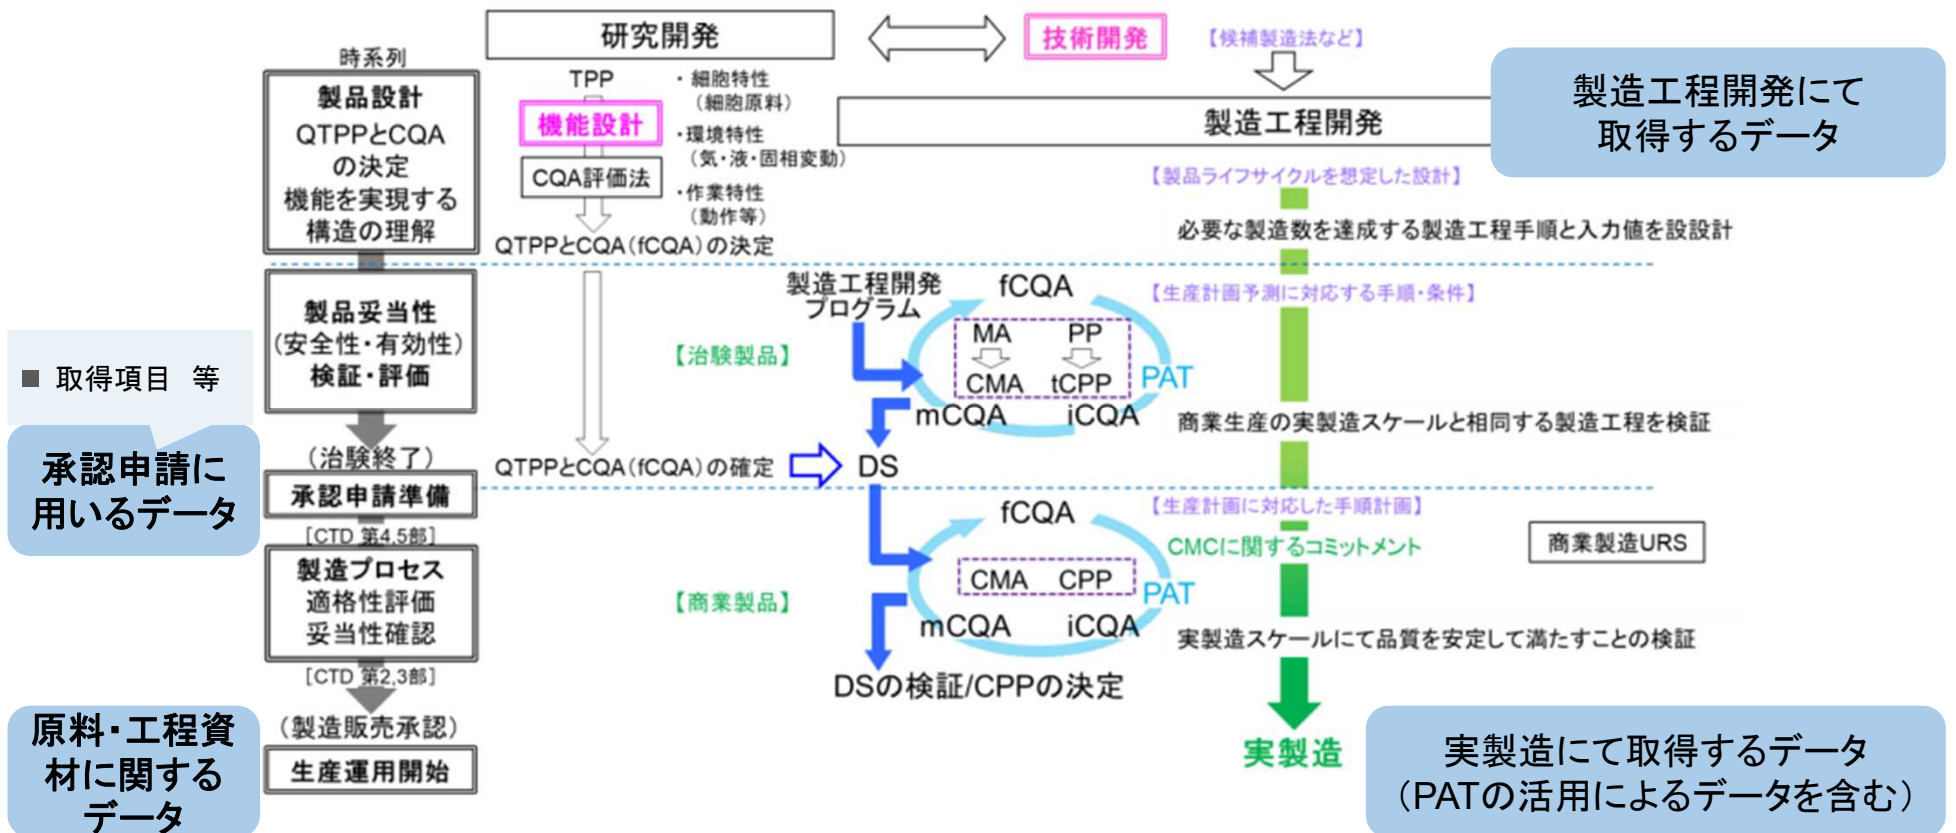 研究開発
技術開発
【候補製造法など】
時系列
製品設計
QTPPとCQA
の決定
機能を実現する
構造の理解
TPP
機能設計
CQA評価法
・細胞特性
（細胞原料）
・環境特性
（気・液・固相変動）
・作業特性
（動作等）
QTPPとCQA（fCQA）の決定
製造工程開発
製造工程開発にて
取得するデータ
【製品ライフサイクルを想定した設計】
必要な製造数を達成する製造工程手順と入力値を設設計
製品妥当性
（安全性・有効性）
検証・評価
製造工程開発
プログラム
【治験製品】
fCQA
MA PP
CMA tCPP
PAT
mCQA iCQA
【生産計画予測に対応する手順・条件】
商業生産の実製造スケールと相同する製造工程を検証
■ 取得項目 等
承認申請に
用いるデータ
（治験終了）
承認申請準備
QTPPとCQA（fCQA）の確定
DS
[CTD 第4,5部]
製造プロセス
適格性評価
妥当性確認
[CTD 第2,3部]
【商業製品】
fCQA
CMA CPP
PAT
mCQA iCQA
DSの検証/CPPの決定
【生産計画に対応した手順計画】
CMCに関するコミットメント
商業製造URS
実製造スケールにて品質を安定して満たすことの検証
実製造
原料・工程資
材に関する
データ
（製造販売承認）
生産運用開始
実製造にて取得するデータ
（PATの活用によるデータを含む）